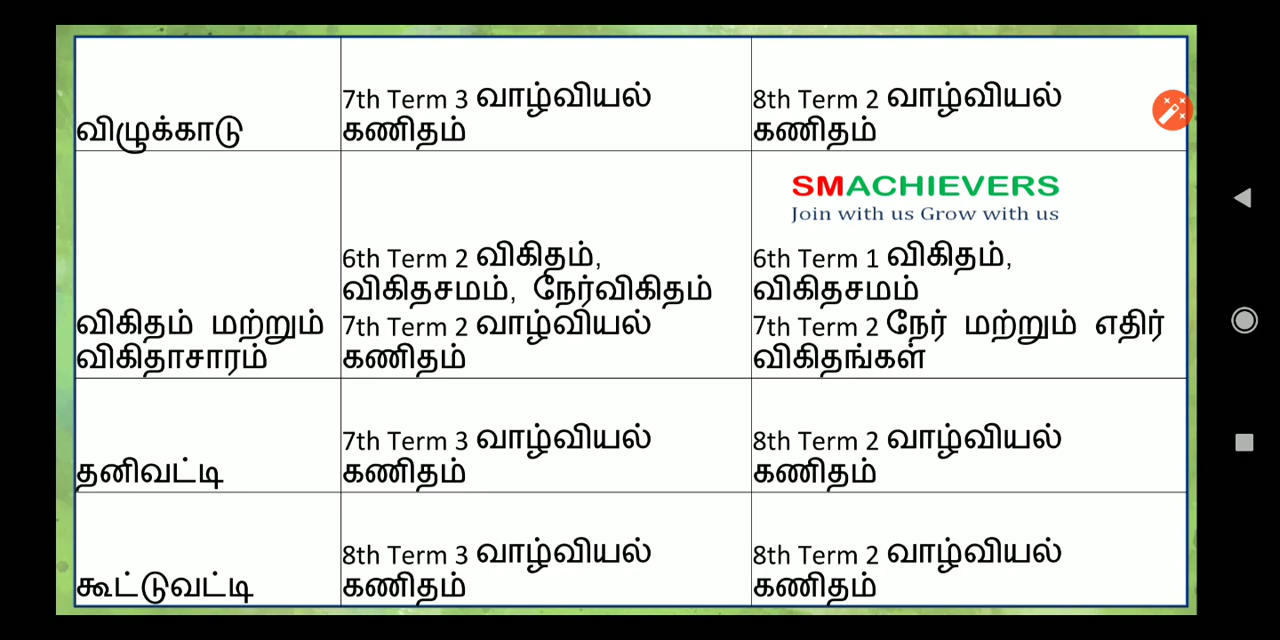 விழுக்காடு
7th Term 3 வாழ்வியல்
கணிதம்
8th Term 2 வாழ்வியல்
கணிதம்
SMACHIEVERS
Join with us Grow with us
விகிதம் மற்றும்
விகிதாசாரம்
6th Term 2 விகிதம்,
விகிதசமம், நேர்விகிதம்
7th Term 2 வாழ்வியல்
கணிதம்
6th Term 1 விகிதம்,
விகிதசமம்
7th Term 2 நேர் மற்றும் எதிர்
விகிதங்கள்
தனிவட்டி
7th Term 3 வாழ்வியல்
கணிதம்
8th Term 2 வாழ்வியல்
கணிதம்
கூட்டுவட்டி
8th Term 3 வாழ்வியல்
கணிதம்
8th Term 2 வாழ்வியல்
கணிதம்